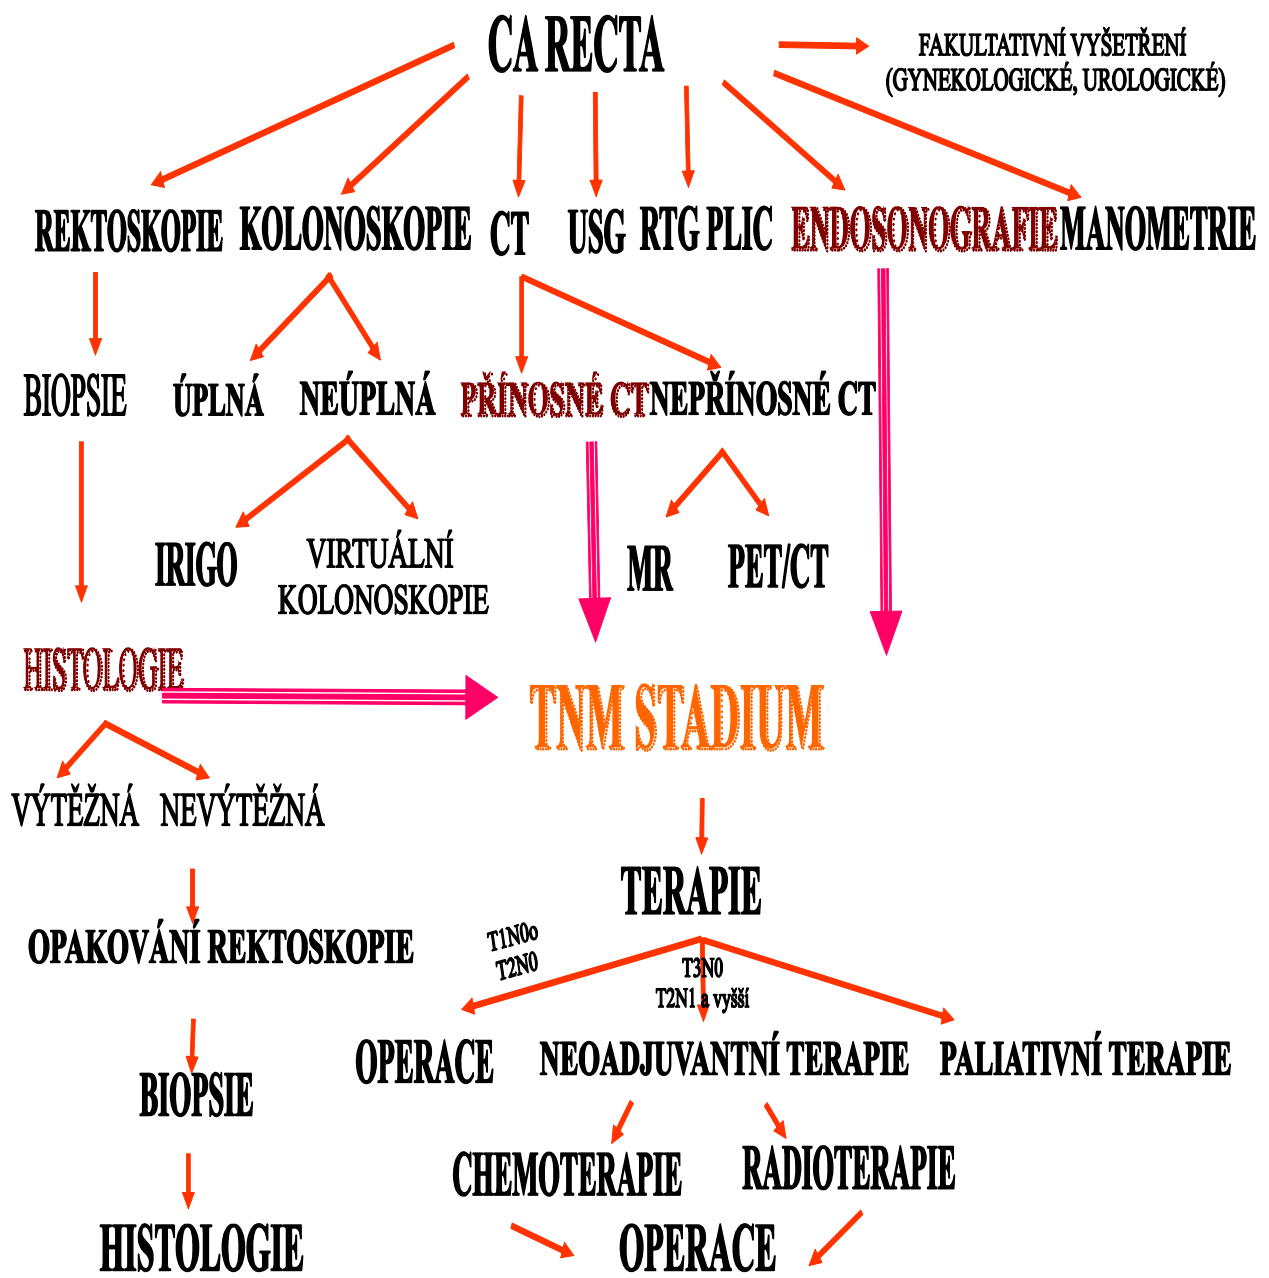 CA RECTA
FAKULTATIVNÍ VYŠETŘENÍ
(GYNEKOLOGICKÉ, UROLOGICKÉ)
REKTOSKOPIE
KOLONOSKOPIE
CT
USG
RTG PLIC
ENDOSONOGRAFIE
MANOMETRIE
BIOPSIE
ÚPLNÁ
NEÚPLNÁ
PŘÍNOSNÉ CT
NEPŘÍNOSNÉ CT
IRIGO
VIRTUÁLNÍ
KOLONOSKOPIE
MR
PET/CT
HISTOLOGIE
TNM STADIUM
VÝTĚŽNÁ
NEVÝTĚŽNÁ
TERAPIE
OPAKOVÁNÍ REKTOSKOPIE
T1N0o
T2N0
T3N0
T2N1 a vyšší
OPERACE
NEOADJUVANTNÍ TERAPIE
PALIATIVNÍ TERAPIE
BIOPSIE
CHEMOTERAPIE
RADIOTERAPIE
HISTOLOGIE
OPERACE